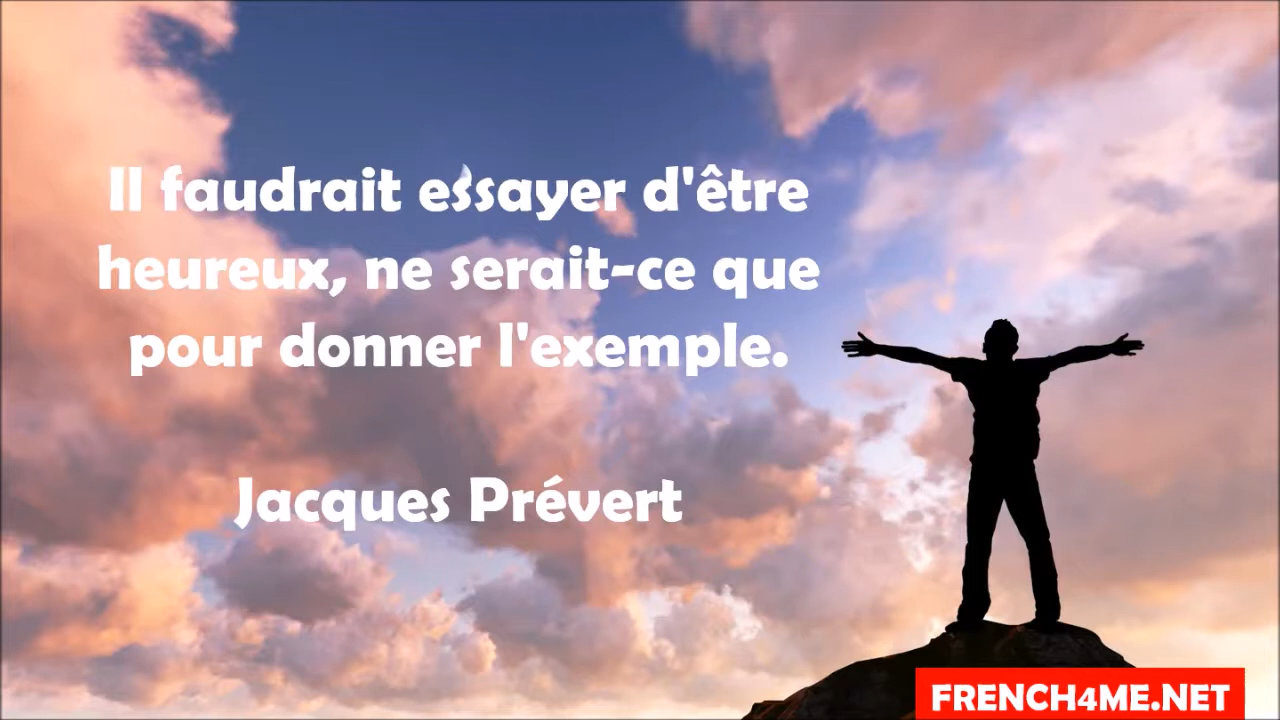 Il faudrait essayer d'être
heureux, ne serait-ce que
pour donner l'exemple.
Jacques Prévert
FRENCH4ME.NET